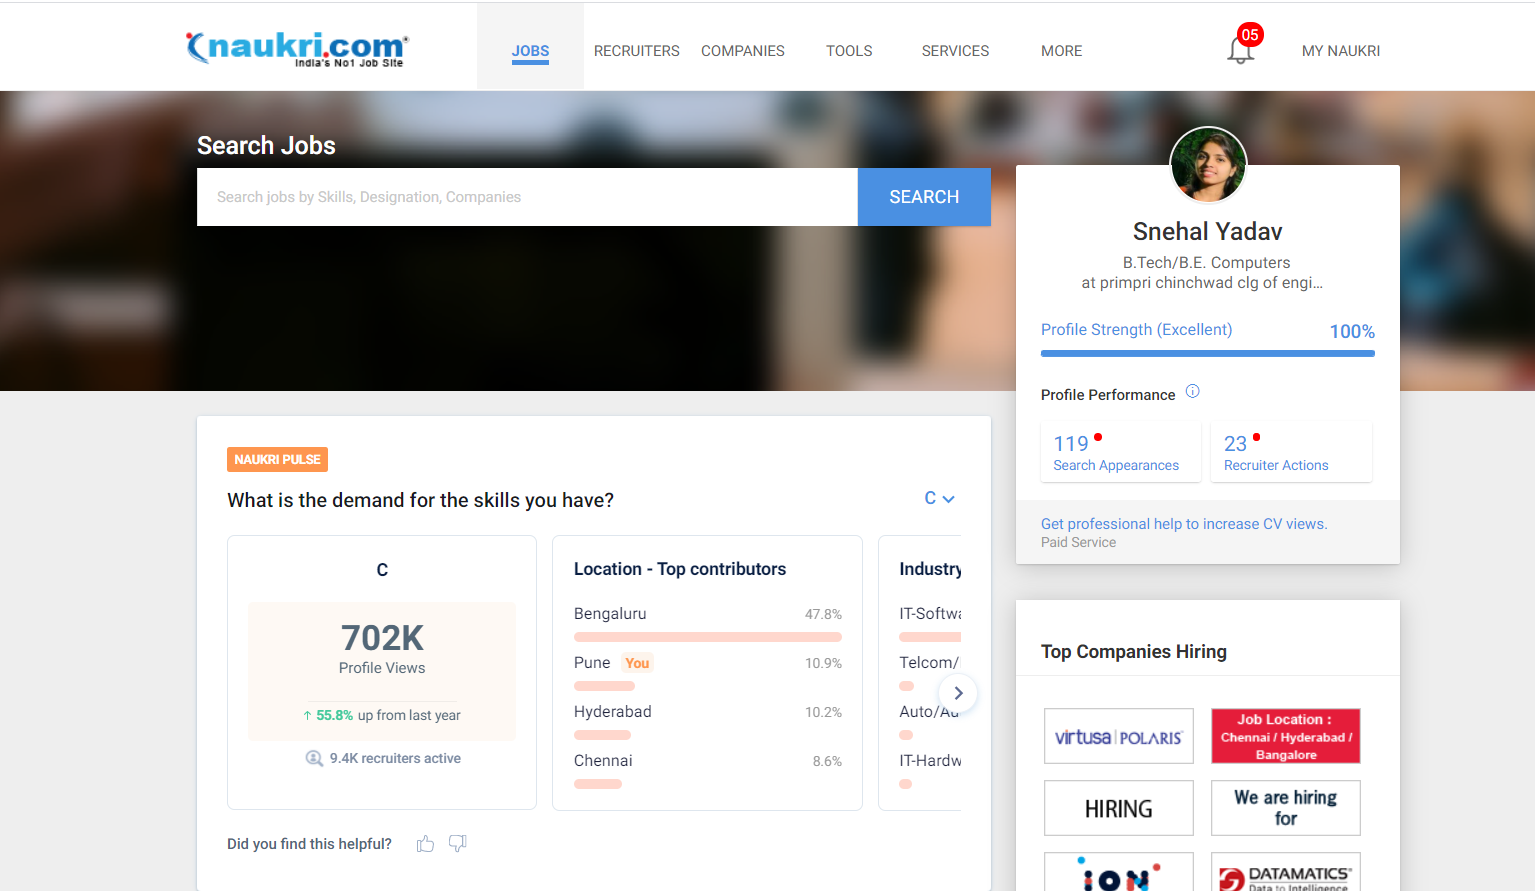 naukri.com
India's No1 Job Site
JOBS
RECRUITERS
COMPANIES
TOOLS
SERVICES
MORE
05
MY NAUKRI
Search Jobs
Search jobs by Skills, Designation, Companies
SEARCH
Snehal Yadav
B.Tech/B.E. Computers
at primpri chinchwad clg of engi...
Profile Strength (Excellent) 100%
Profile Performance
119
Search Appearances
23
Recruiter Actions
Get professional help to increase CV views.
Paid Service
NAUKRI PULSE
What is the demand for the skills you have?
C
C
702K
Profile Views
↑ 55.8% up from last year
9.4K recruiters active
Location - Top contributors
Bengaluru 47.8%
Pune You 10.9%
Hyderabad 10.2%
Chennai 8.6%
Industry
IT-Softwa
Telcom/
Auto/Au
IT-Hardw
Did you find this helpful?
Top Companies Hiring
virtusa | POLARIS
Job Location :
Chennai / Hyderabad /
Bangalore
HIRING
We are hiring
for
iON
DATAMATICS
Data to Intelligence